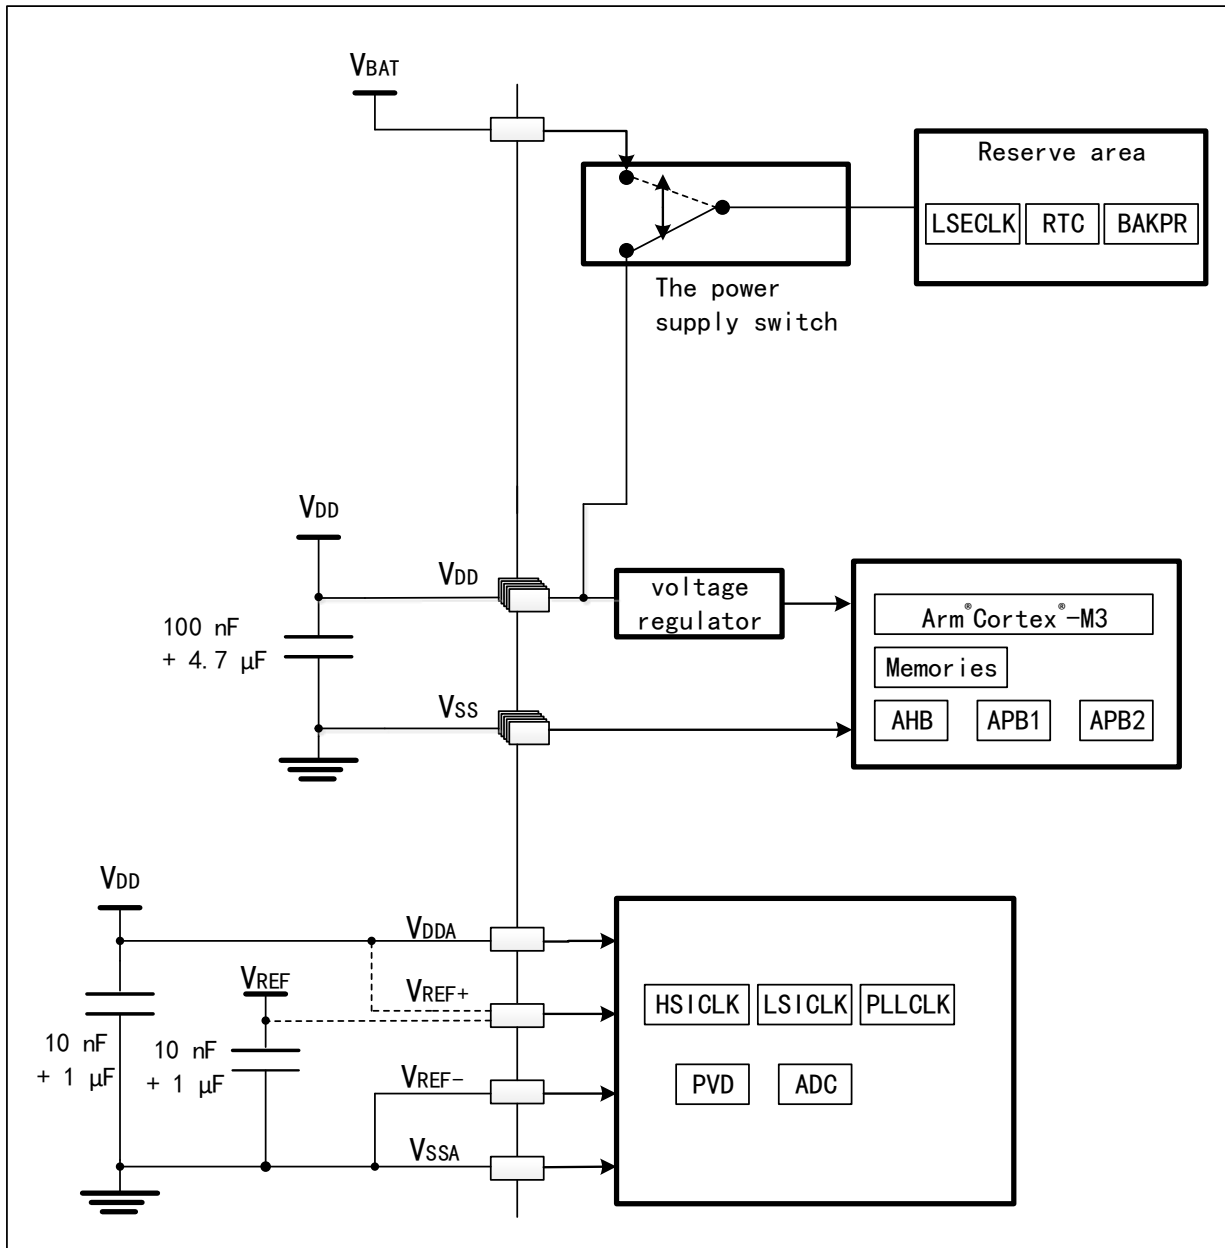 VBAT
Reserve area
LSECLK RTC BAKPR
The power
supply switch
VDD
VDD
voltage
regulator
100 nF
+ 4.7 μF
Arm®Cortex®-M3
Memories
VSS
AHB APB1 APB2
VDD
VDDA
VREF
VREF+
HSICLK LSICLK PLLCLK
10 nF
+ 1 μF
10 nF
+ 1 μF
VREF-
PVD ADC
VSSA